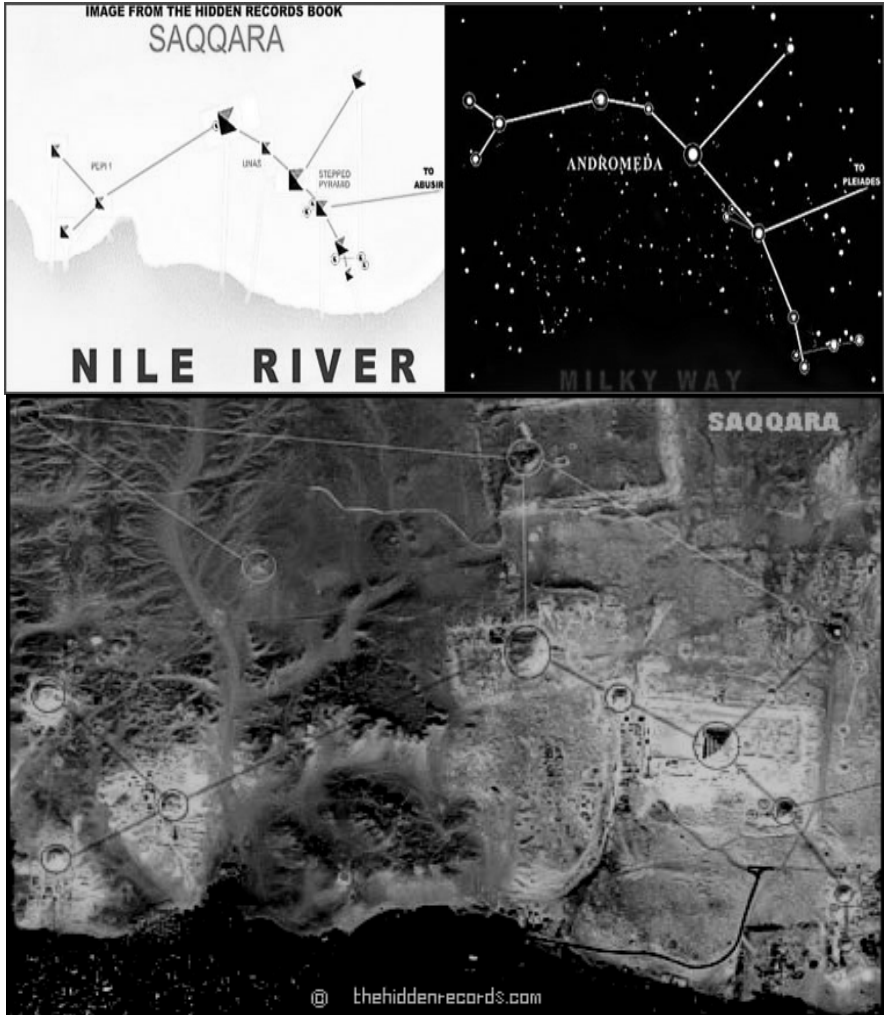 IMAGE FROM THE HIDDEN RECORDS BOOK
SAQQARA
PEPI 1
UNAS
STEPPED
PYRAMID
TO
ABUSIR
NILE RIVER
ANDROMEDA
TO
PLEIADES
MILKY WAY
SAQQARA
© thehiddenrecords.com